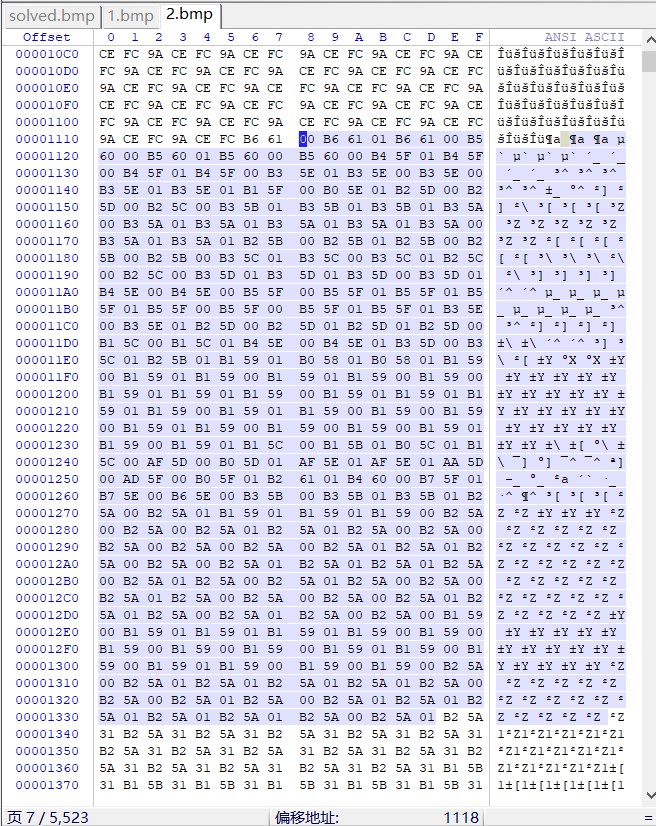 solved.bmp 1.bmp 2.bmp
Offset 0 1 2 3 4 5 6 7 8 9 A B C D E F ANSI ASCII
000010C0 CE FC 9A CE FC 9A CE FC 9A CE FC 9A CE FC 9A CE ÎüšÎüšÎüšÎüšÎüšÎ
000010D0 FC 9A CE FC 9A CE FC 9A CE FC 9A CE FC 9A CE FC üšÎüšÎüšÎüšÎüšÎü
000010E0 9A CE FC 9A CE FC 9A CE FC 9A CE FC 9A CE FC 9A šÎüšÎüšÎüšÎüšÎüš
000010F0 CE FC 9A CE FC 9A CE FC 9A CE FC 9A CE FC 9A CE ÎüšÎüšÎüšÎüšÎüšÎ
00001100 FC 9A CE FC 9A CE FC 9A CE FC 9A CE FC 9A CE FC üšÎüšÎüšÎüšÎüšÎü
00001110 9A CE FC 9A CE FC B6 61 00 B6 61 01 B6 61 00 B5 šÎüšÎü¶a ¶a ¶a µ
00001120 60 00 B5 60 01 B5 60 00 B5 60 00 B4 5F 01 B4 5F ` µ` µ` µ` ´_ ´_
00001130 00 B4 5F 01 B4 5F 00 B3 5E 01 B3 5E 00 B3 5E 00 ´_ ´_ ³^ ³^ ³^
00001140 B3 5E 01 B3 5E 01 B1 5F 00 B0 5E 01 B2 5D 00 B2 ³^ ³^ ±_ °^ ²] ²
00001150 5D 00 B2 5C 00 B3 5B 01 B3 5B 01 B3 5B 01 B3 5A ] ²\ ³[ ³[ ³[ ³Z
00001160 00 B3 5A 01 B3 5A 01 B3 5A 01 B3 5A 01 B3 5A 00 ³Z ³Z ³Z ³Z ³Z
00001170 B3 5A 01 B3 5A 01 B2 5B 00 B2 5B 01 B2 5B 00 B2 ³Z ³Z ²[ ²[ ²[ ²
00001180 5B 00 B2 5B 00 B3 5C 01 B3 5C 00 B3 5C 01 B2 5C [ ²[ ³\ ³\ ³\ ²\
00001190 00 B2 5C 00 B3 5D 01 B3 5D 01 B3 5D 00 B3 5D 01 ²\ ³] ³] ³] ³]
000011A0 B4 5E 00 B4 5E 00 B5 5F 00 B5 5F 01 B5 5F 01 B5 ´^ ´^ µ_ µ_ µ_ µ
000011B0 5F 01 B5 5F 00 B5 5F 00 B5 5F 01 B5 5F 01 B3 5E _ µ_ µ_ µ_ µ_ ³^
000011C0 00 B3 5E 01 B2 5D 00 B2 5D 01 B2 5D 01 B2 5D 00 ³^ ²] ²] ²] ²]
000011D0 B1 5C 00 B1 5C 01 B4 5E 00 B4 5E 01 B3 5D 00 B3 ±\ ±\ ´^ ´^ ³] ³
000011E0 5C 01 B2 5B 01 B1 59 01 B0 58 01 B0 58 01 B1 59 \ ²[ ±Y °X °X ±Y
000011F0 00 B1 59 01 B1 59 00 B1 59 01 B1 59 01 B1 59 00 ±Y ±Y ±Y ±Y ±Y
00001200 B1 59 01 B1 59 01 B1 59 00 B1 59 01 B1 59 01 B1 ±Y ±Y ±Y ±Y ±Y ±
00001210 59 01 B1 59 00 B1 59 01 B1 59 00 B1 59 00 B1 59 Y ±Y ±Y ±Y ±Y ±Y
00001220 00 B1 59 01 B1 59 00 B1 59 01 B1 59 01 B1 59 00 ±Y ±Y ±Y ±Y ±Y
00001230 B1 59 00 B1 59 01 B1 5C 00 B1 5B 01 B0 5C 01 B1 ±Y ±Y ±\ ±[ °\ ±
00001240 5C 00 AF 5D 00 B0 5D 01 AF 5E 01 AF 5E 01 AA 5D \ ¯] °] ¯^ ¯^ ª]
00001250 00 AD 5F 00 B0 5F 01 B2 61 01 B4 60 00 B7 5F 01 -_ °_ ²a ´` ·_
00001260 B7 5E 00 B6 5E 00 B3 5B 00 B3 5B 01 B3 5B 01 B2 ·^ ¶^ ³[ ³[ ³[ ²
00001270 5A 00 B2 5A 01 B1 59 01 B1 59 01 B1 59 00 B2 5A Z ²Z ±Y ±Y ±Y ²Z
00001280 00 B2 5A 00 B2 5A 01 B2 5A 01 B2 5A 00 B2 5A 00 ²Z ²Z ²Z ²Z ²Z
00001290 B2 5A 00 B2 5A 00 B2 5A 00 B2 5A 01 B2 5A 01 B2 ²Z ²Z ²Z ²Z ²Z ²
000012A0 5A 00 B2 5A 00 B2 5A 01 B2 5A 01 B2 5A 01 B2 5A Z ²Z ²Z ²Z ²Z ²Z
000012B0 00 B2 5A 01 B2 5A 00 B2 5A 01 B2 5A 00 B2 5A 00 ²Z ²Z ²Z ²Z ²Z
000012C0 B2 5A 01 B2 5A 01 B2 5A 00 B2 5A 00 B2 5A 01 B2 ²Z ²Z ²Z ²Z ²Z ²
000012D0 5A 01 B2 5A 00 B2 5A 01 B2 5A 00 B2 5A 00 B1 59 Z ²Z ²Z ²Z ²Z ±Y
000012E0 00 B1 59 01 B1 59 01 B1 59 01 B1 59 00 B1 59 00 ±Y ±Y ±Y ±Y ±Y
000012F0 B1 59 00 B1 59 00 B1 59 01 B1 59 00 B1 59 01 B1 ±Y ±Y ±Y ±Y ±Y ±
00001300 59 00 B1 59 01 B1 59 00 B1 59 00 B1 59 00 B2 5A Y ±Y ±Y ±Y ±Y ²Z
00001310 00 B2 5A 01 B2 5A 00 B2 5A 01 B2 5A 01 B2 5A 01 ²Z ²Z ²Z ²Z ²Z
00001320 B2 5A 00 B2 5A 01 B2 5A 00 B2 5A 01 B2 5A 01 B2 ²Z ²Z ²Z ²Z ²Z ²
00001330 5A 01 B2 5A 01 B2 5A 01 B2 5A 00 B2 5A 01 B2 5A Z ²Z ²Z ²Z ²Z ²Z
00001340 31 B2 5A 31 B2 5A 31 B2 5A 31 B2 5A 31 B2 5A 31 1²Z1²Z1²Z1²Z1²Z1
00001350 B2 5A 31 B2 5A 31 B2 5A 31 B2 5A 31 B2 5A 31 B2 ²Z1²Z1²Z1²Z1²Z1²
00001360 5A 31 B2 5A 31 B2 5A 31 B2 5A 31 B2 5A 31 B1 5B Z1²Z1²Z1²Z1²Z1±[
00001370 31 B1 5B 31 B1 5B 31 B1 5B 31 B1 5B 31 B1 5B 31 1±[1±[1±[1±[1±[1
页 7 / 5,523 偏移地址: 1118 =